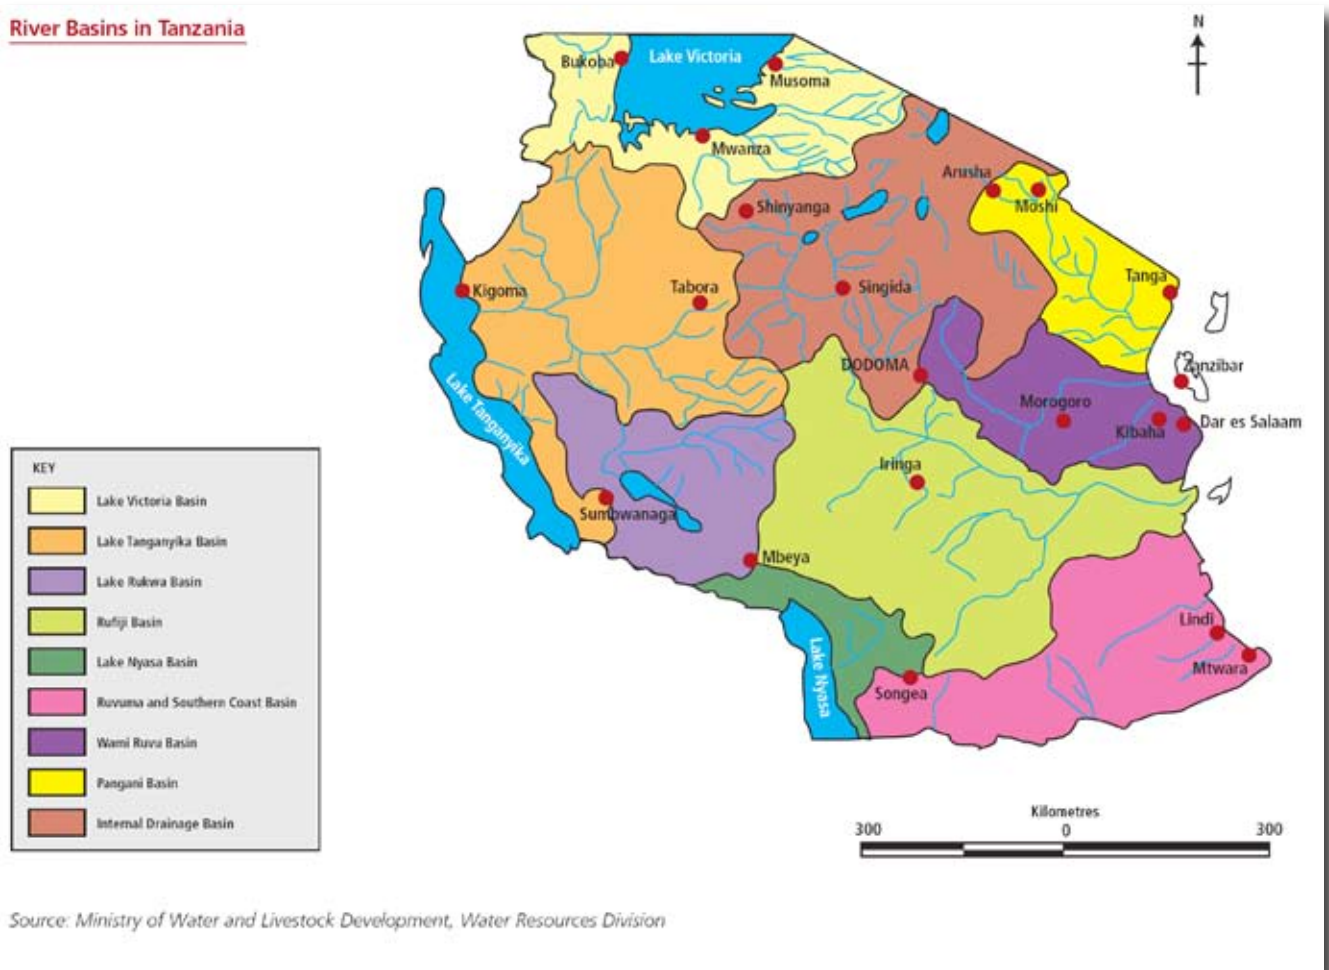 River Basins in Tanzania
N
Bukoba
Lake Victoria
Musoma
Mwanza
Arusha
Moshi
Shinyanga
Kigoma
Tabora
Singida
Tanga
DODOMA
Zanzibar
Lake Tanganyika
Morogoro
Kibaha
Dar es Salaam
Iringa
Sumbwanaga
Mbeya
Lake Nyasa
Songea
Lindi
Mtwara
KEY
Lake Victoria Basin
Lake Tanganyika Basin
Lake Rukwa Basin
Rufiji Basin
Lake Nyasa Basin
Ruvuma and Southern Coast Basin
Wami Ruvu Basin
Pangani Basin
Internal Drainage Basin
Kilometres
300 0 300
Source: Ministry of Water and Livestock Development, Water Resources Division